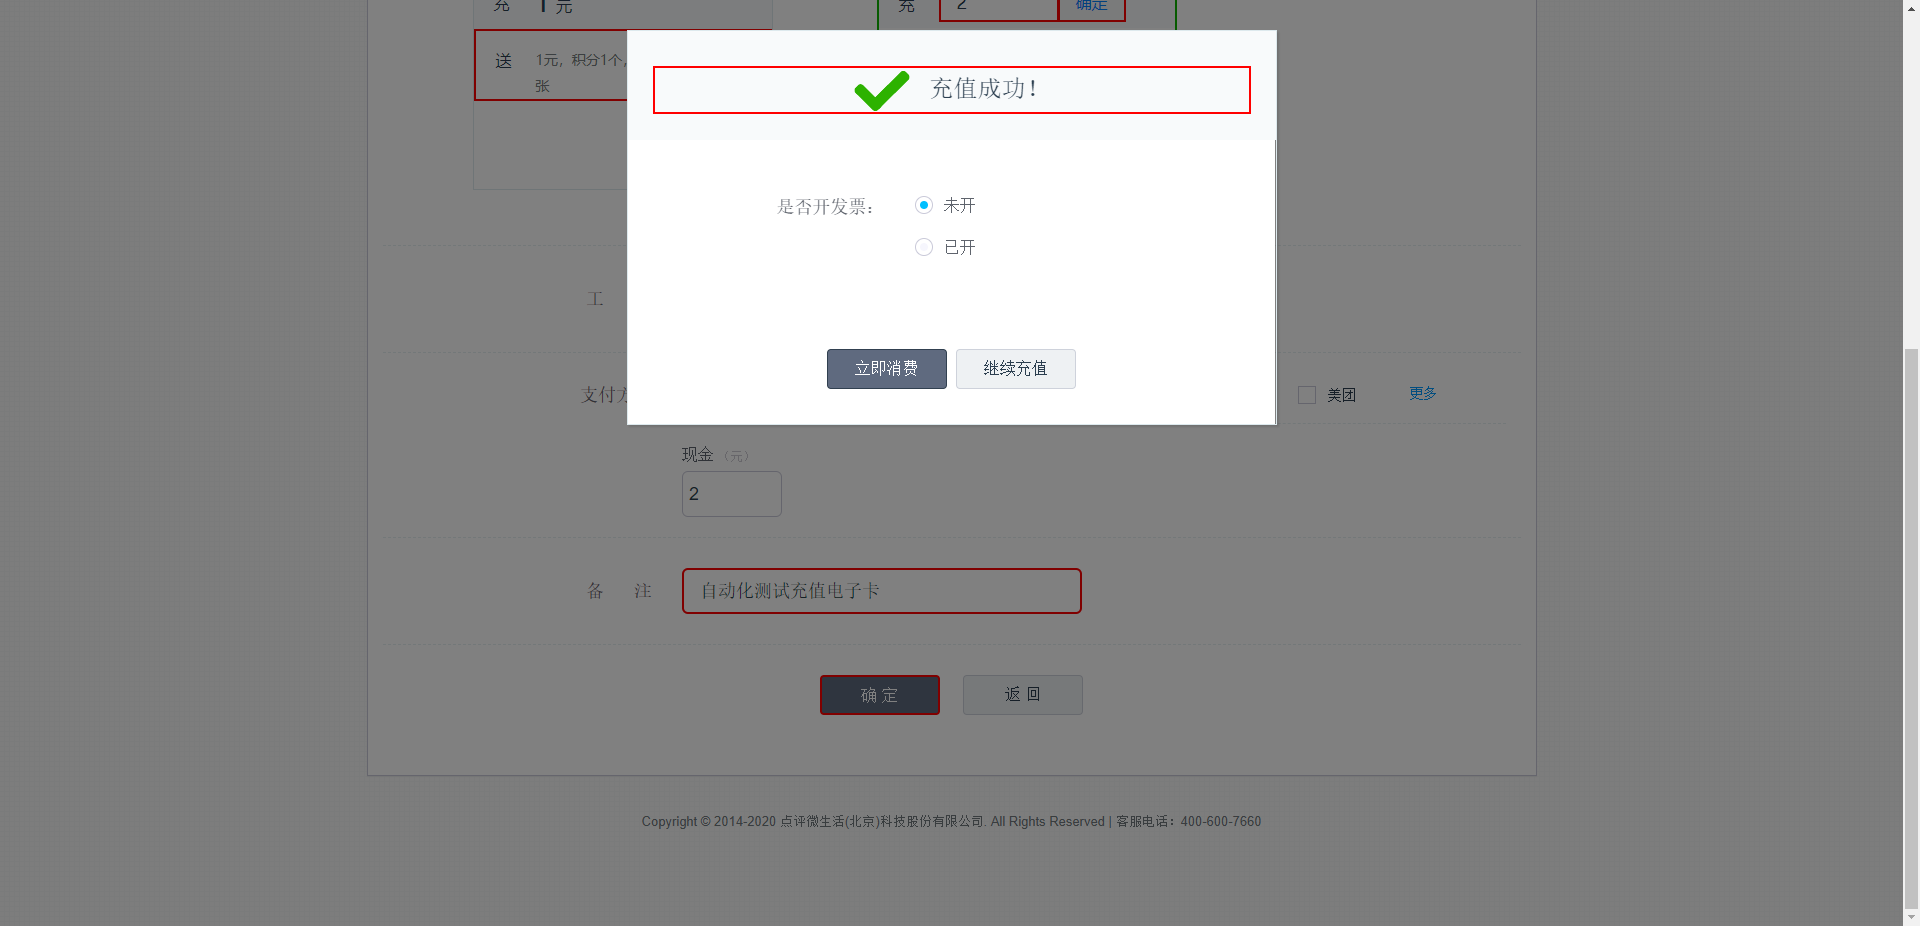 充 1 元
充 2 确定
送 1元，积分1个，
张
充值成功！
是否开发票： 未开
已开
工
立即消费 继续充值
支付方 美团 更多
现金 （元）
2
备 注 自动化测试充值电子卡
确 定 返 回
Copyright © 2014-2020 点评微生活(北京)科技股份有限公司. All Rights Reserved | 客服电话：400-600-7660